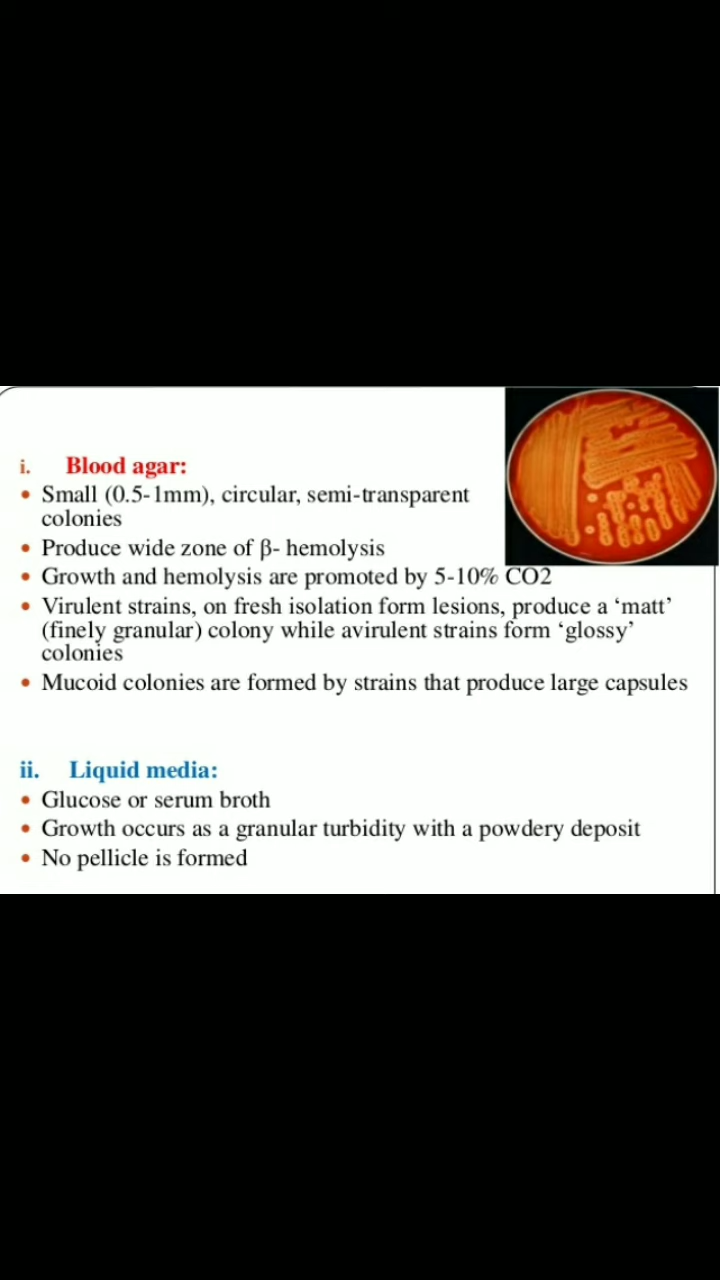 i. Blood agar:
• Small (0.5-1mm), circular, semi-transparent
colonies
• Produce wide zone of β- hemolysis
• Growth and hemolysis are promoted by 5-10% CO2
• Virulent strains, on fresh isolation form lesions, produce a ‘matt’
(finely granular) colony while avirulent strains form ‘glossy’
colonies
• Mucoid colonies are formed by strains that produce large capsules
ii. Liquid media:
• Glucose or serum broth
• Growth occurs as a granular turbidity with a powdery deposit
• No pellicle is formed